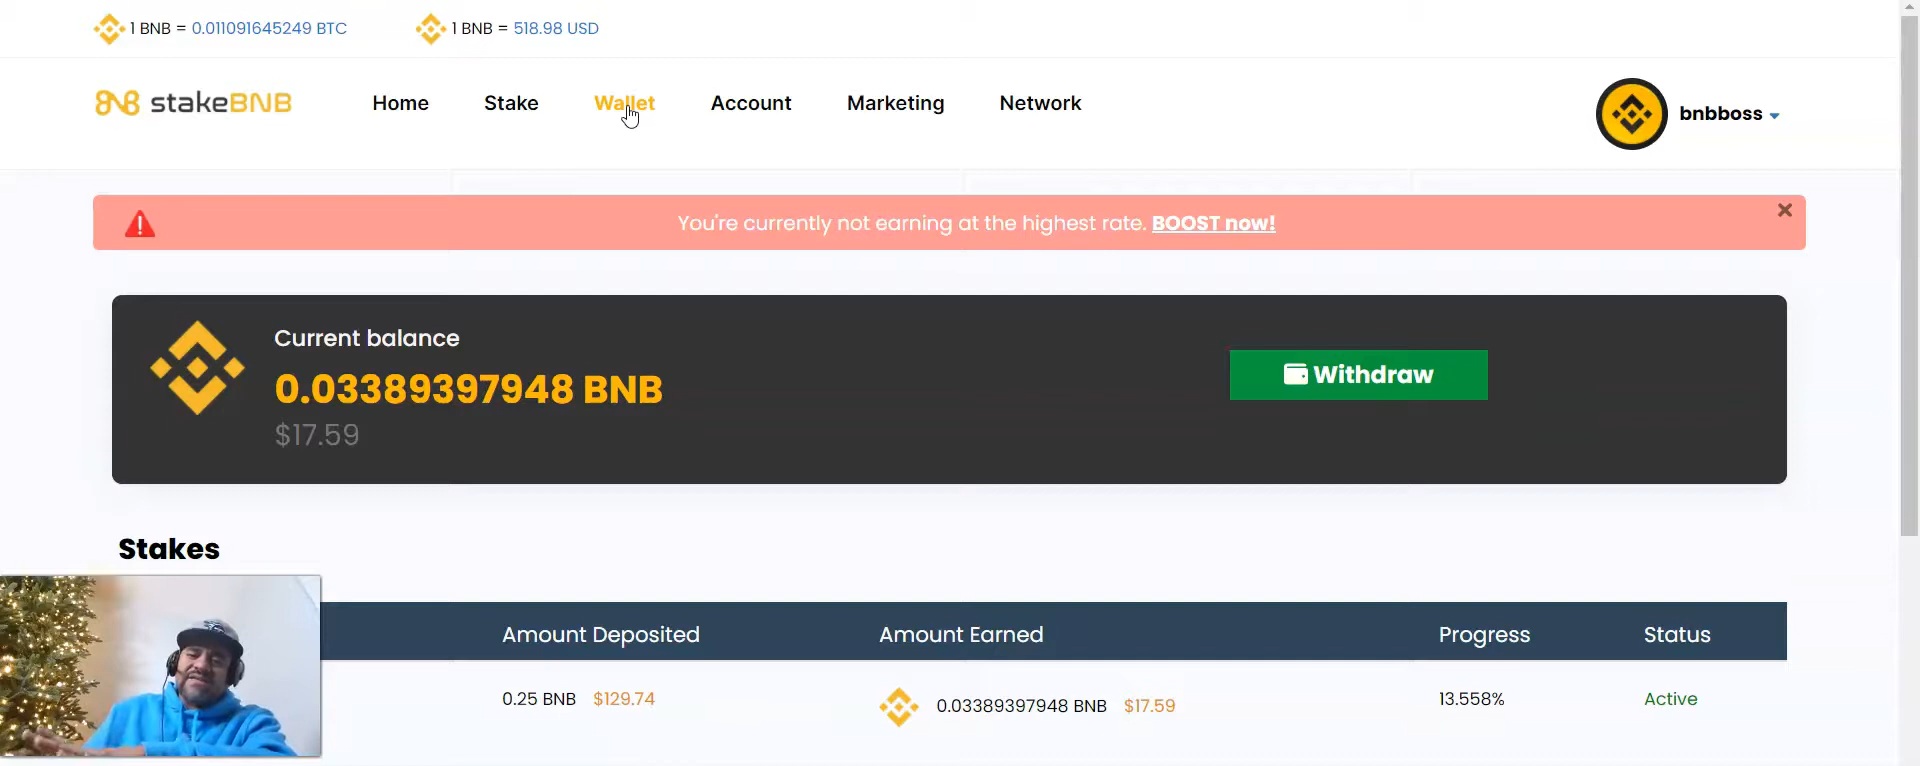 1 BNB = 0.011091645249 BTC
1 BNB = 518.98 USD
stakeBNB
Home
Stake
Wallet
Account
Marketing
Network
bnbboss
You're currently not earning at the highest rate. BOOST now!
Current balance
0.03389397948 BNB
$17.59
Withdraw
Stakes
Amount Deposited
Amount Earned
Progress
Status
0.25 BNB $129.74
0.03389397948 BNB $17.59
13.558%
Active